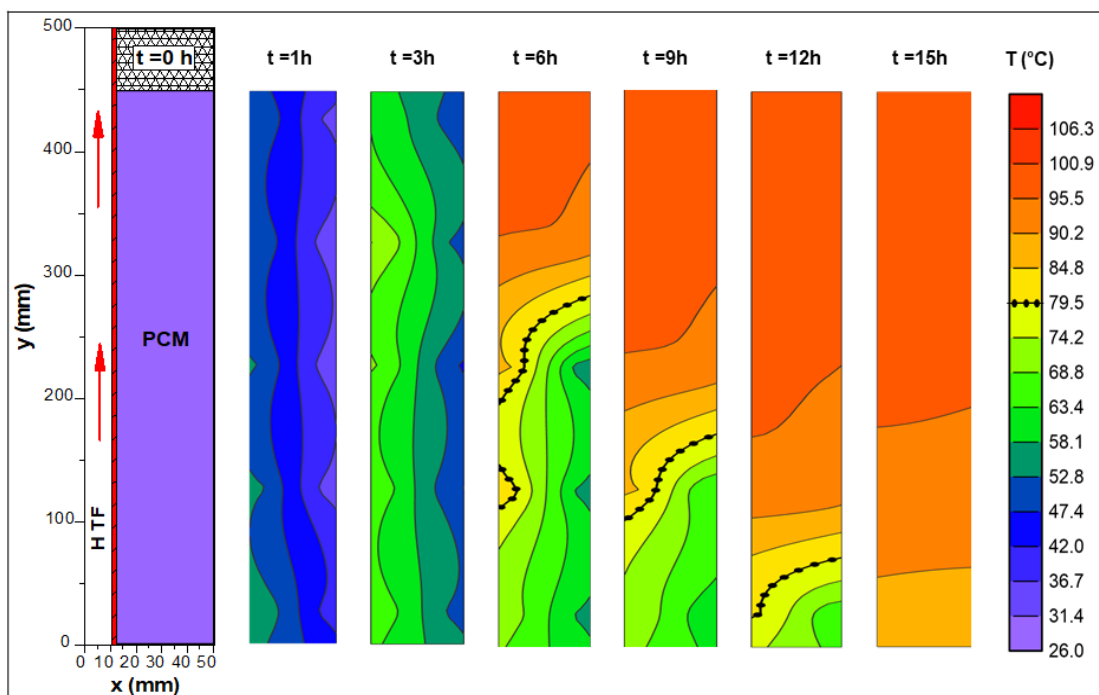 t =0 h
t =1h
t =3h
t =6h
t =9h
t =12h
t =15h
T (°C)
500
400
300
200
100
0
y (mm)
HTF
PCM
0 10 20 30 40 50
x (mm)
106.3
100.9
95.5
90.2
84.8
79.5
74.2
68.8
63.4
58.1
52.8
47.4
42.0
36.7
31.4
26.0